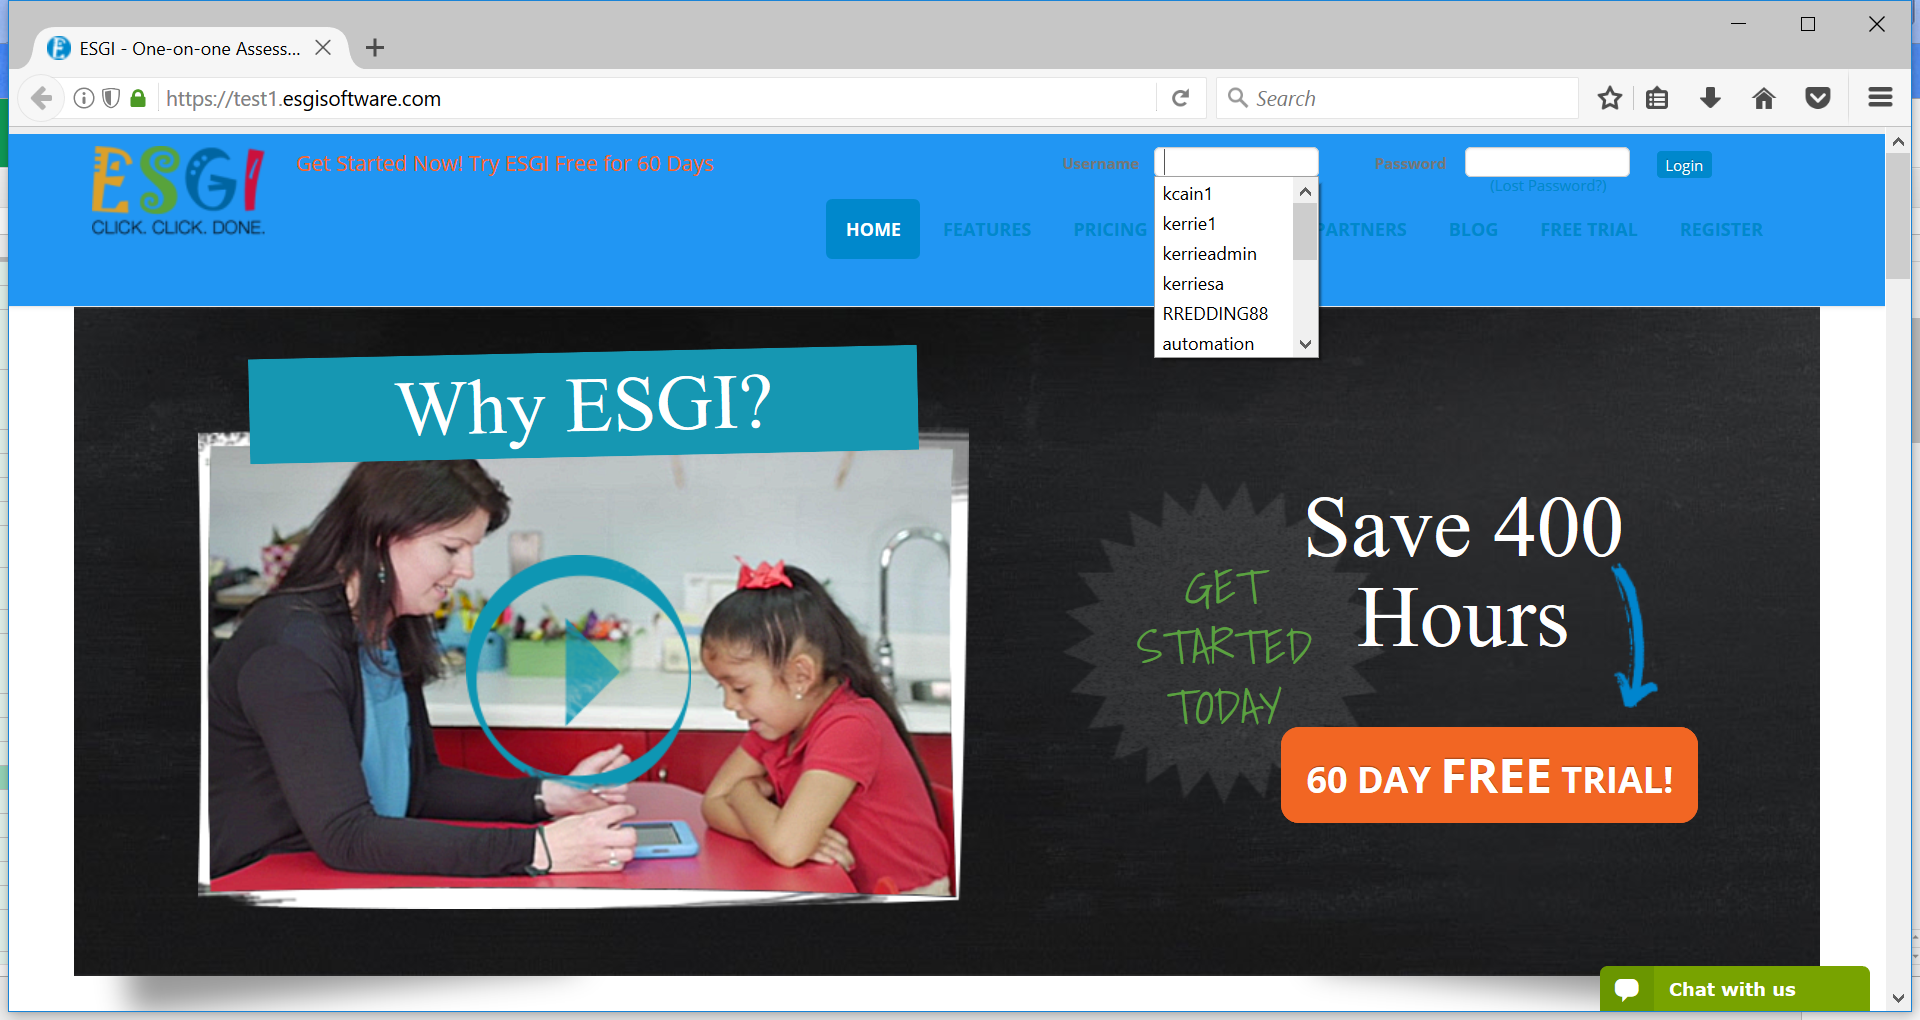 ESGI - One-on-one Assess...
https://test1.esgisoftware.com
Search
ESGI
CLICK. CLICK. DONE.
Get Started Now! Try ESGI Free for 60 Days
Username
Password
Login
(Lost Password?)
HOME
FEATURES
PRICING
PARTNERS
BLOG
FREE TRIAL
REGISTER
kcain1
kerrie1
kerrieadmin
kerriesa
RREDDING88
automation
Why ESGI?
Save 400
Hours
GET
STARTED
TODAY
60 DAY FREE TRIAL!
Chat with us